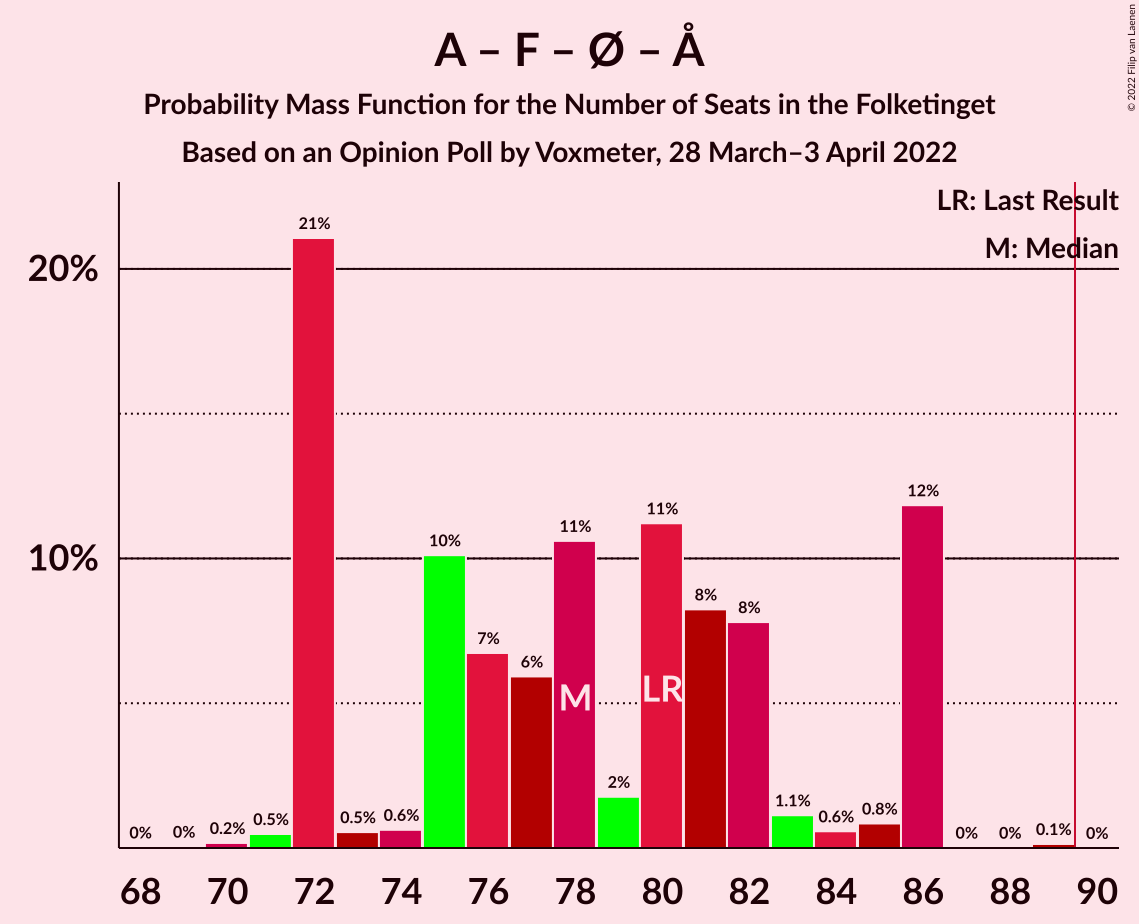 A – F – Ø – Å
Probability Mass Function for the Number of Seats in the Folketinget
Based on an Opinion Poll by Voxmeter, 28 March–3 April 2022
© 2022 Filip van Laenen
LR: Last Result
M: Median
20%
10%
0%
0%
0.2%
0.5%
21%
0.5%
0.6%
10%
7%
6%
11%
2%
11%
8%
8%
1.1%
0.6%
0.8%
12%
0%
0%
0.1%
0%
M
LR
68 70 72 74 76 78 80 82 84 86 88 90